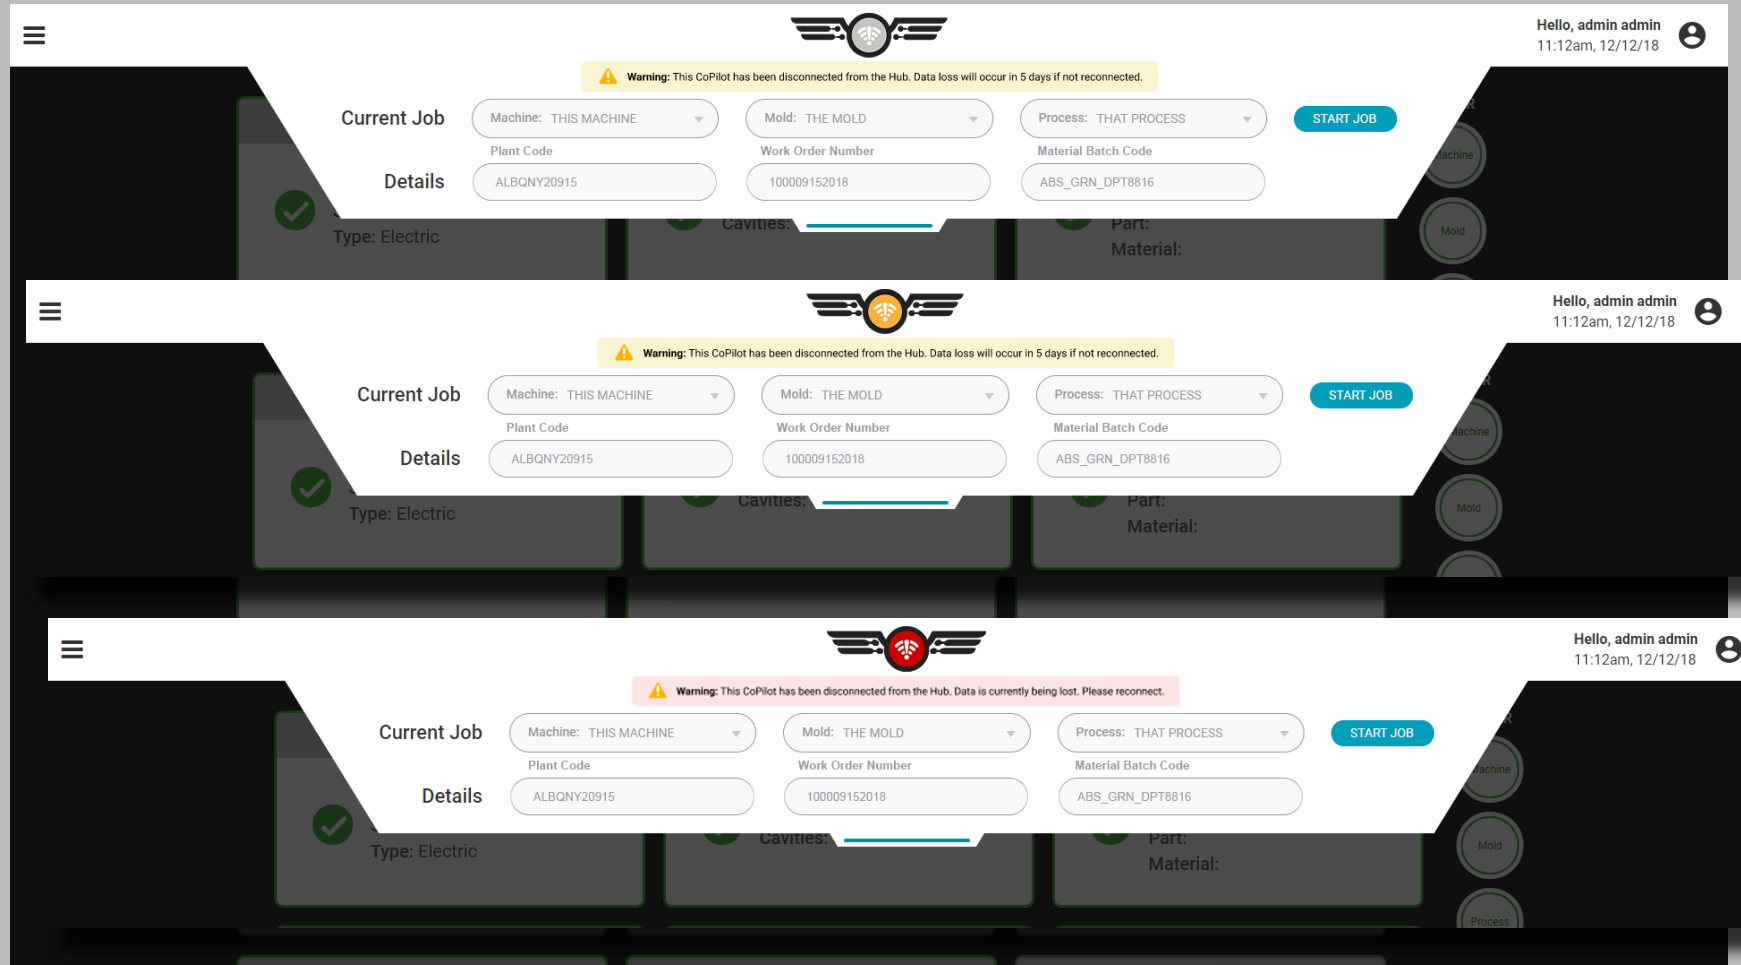 Hello, admin admin
11:12am, 12/12/18
Warning: This CoPilot has been disconnected from the Hub. Data loss will occur in 5 days if not reconnected.
Current Job
Machine: THIS MACHINE
Mold: THE MOLD
Process: THAT PROCESS
START JOB
R
Machine
Plant Code
Work Order Number
Material Batch Code
Details
ALBQNY20915
100009152018
ABS_GRN_DPT8816
Cavities:
Part:
Mold
Type: Electric
Material:
Hello, admin admin
11:12am, 12/12/18
Warning: This CoPilot has been disconnected from the Hub. Data loss will occur in 5 days if not reconnected.
Current Job
Machine: THIS MACHINE
Mold: THE MOLD
Process: THAT PROCESS
START JOB
R
Machine
Plant Code
Work Order Number
Material Batch Code
Details
ALBQNY20915
100009152018
ABS_GRN_DPT8816
Cavities:
Part:
Mold
Type: Electric
Material:
Hello, admin admin
11:12am, 12/12/18
Warning: This CoPilot has been disconnected from the Hub. Data is currently being lost. Please reconnect.
Current Job
Machine: THIS MACHINE
Mold: THE MOLD
Process: THAT PROCESS
START JOB
R
Machine
Plant Code
Work Order Number
Material Batch Code
Details
ALBQNY20915
100009152018
ABS_GRN_DPT8816
Cavities:
Part:
Mold
Type: Electric
Material:
Process